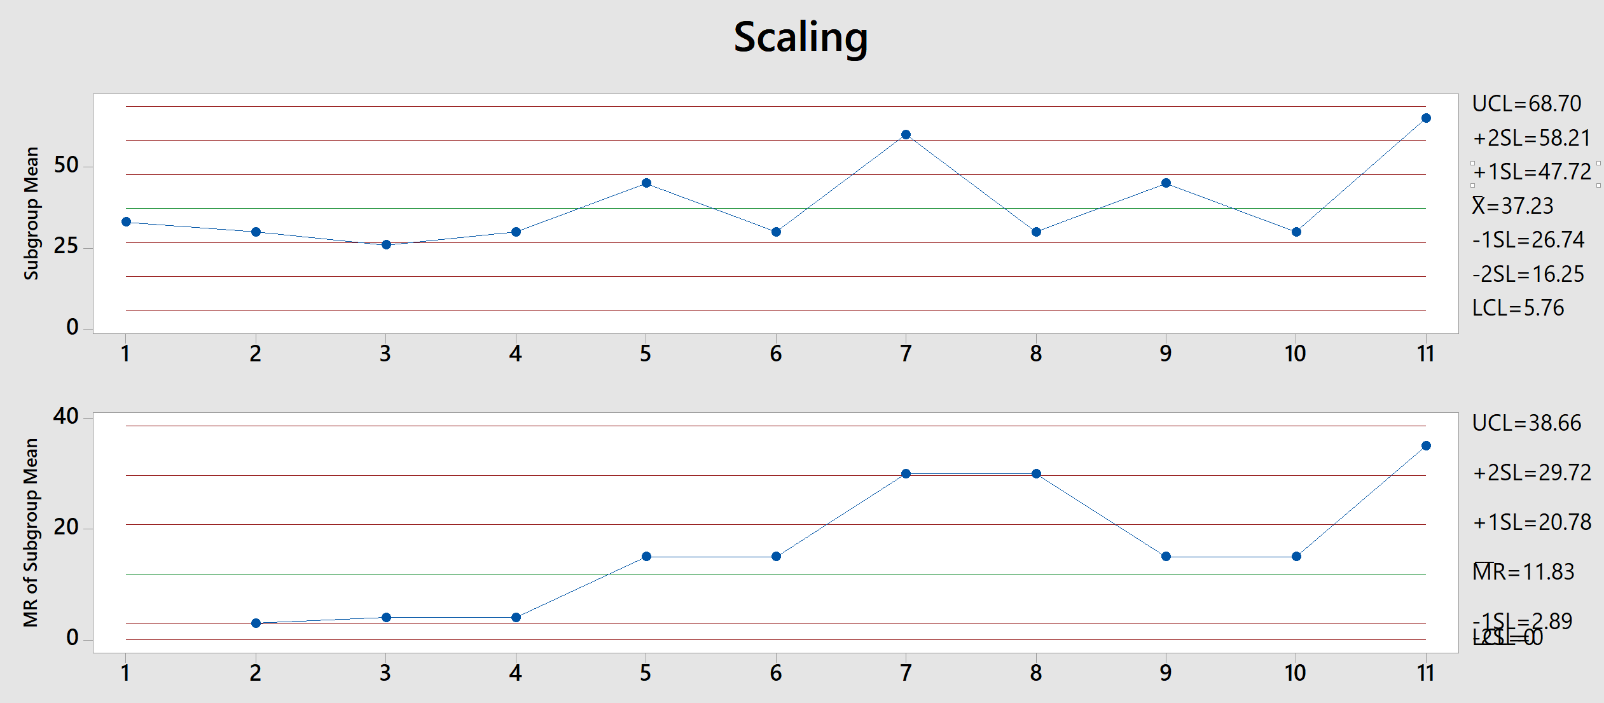 Scaling
Subgroup Mean
50
25
0
1 2 3 4 5 6 7 8 9 10 11
UCL=68.70
+2SL=58.21
+1SL=47.72
X̄=37.23
-1SL=26.74
-2SL=16.25
LCL=5.76
MR of Subgroup Mean
40
20
0
1 2 3 4 5 6 7 8 9 10 11
UCL=38.66
+2SL=29.72
+1SL=20.78
M̅R̅=11.83
-1SL=2.89